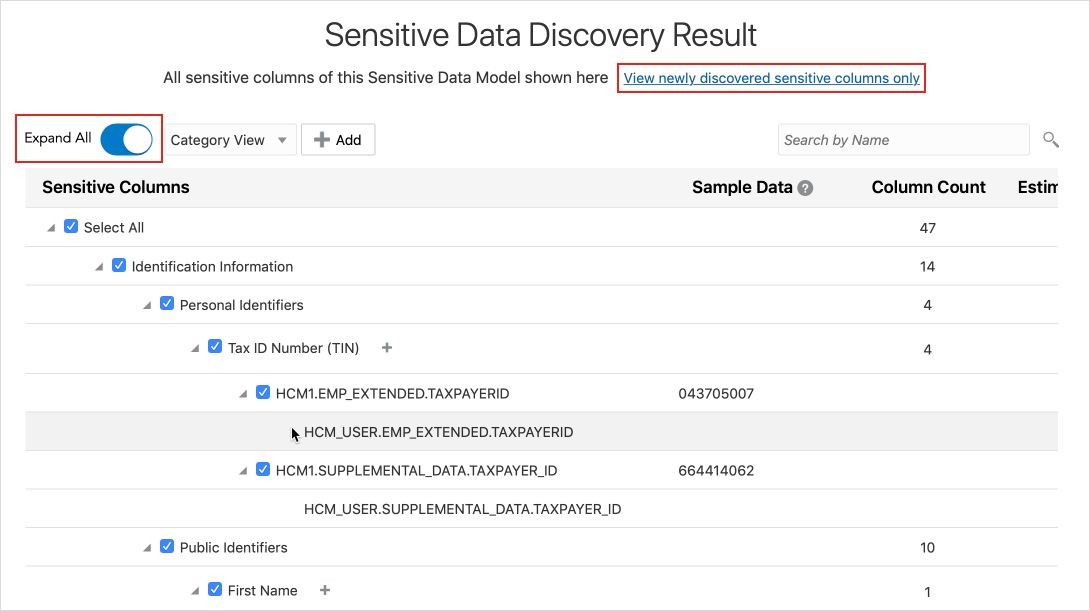 Sensitive Data Discovery Result
All sensitive columns of this Sensitive Data Model shown here View newly discovered sensitive columns only
Expand All Category View Add Search by Name
Sensitive Columns Sample Data ? Column Count Estim
Select All 47
Identification Information 14
Personal Identifiers 4
Tax ID Number (TIN) + 4
HCM1.EMP_EXTENDED.TAXPAYERID 043705007
HCM_USER.EMP_EXTENDED.TAXPAYERID
HCM1.SUPPLEMENTAL_DATA.TAXPAYER_ID 664414062
HCM_USER.SUPPLEMENTAL_DATA.TAXPAYER_ID
Public Identifiers 10
First Name + 1